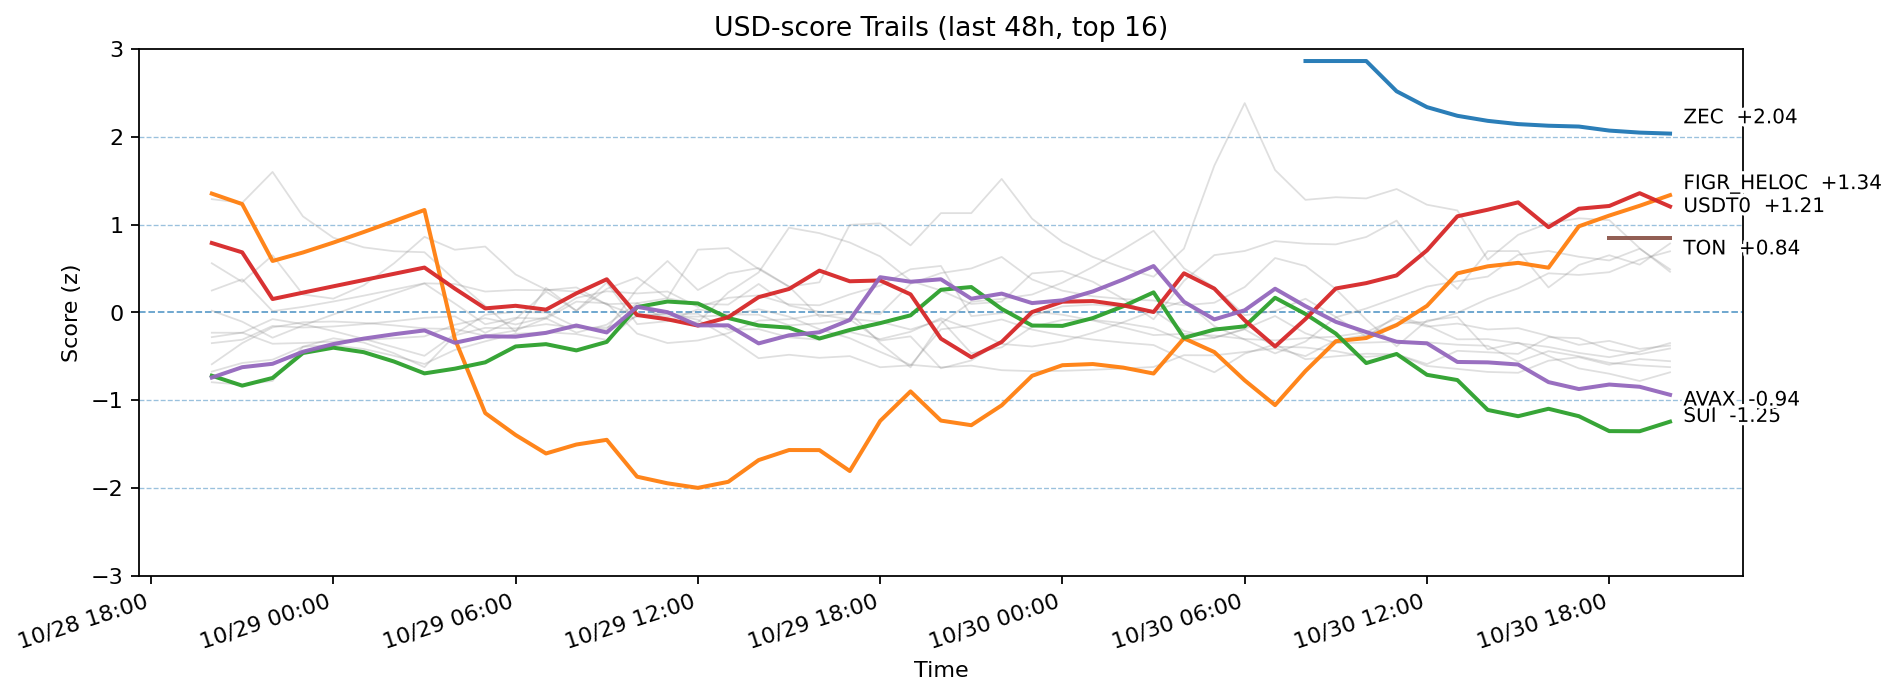 USD-score Trails (last 48h, top 16)
3
2
1
0
−1
−2
−3
Score (z)
ZEC +2.04
FIGR_HELOC +1.34
USDT0 +1.21
TON +0.84
AVAX -0.94
SUI -1.25
10/28 18:00
10/29 00:00
10/29 06:00
10/29 12:00
10/29 18:00
10/30 00:00
10/30 06:00
10/30 12:00
10/30 18:00
Time